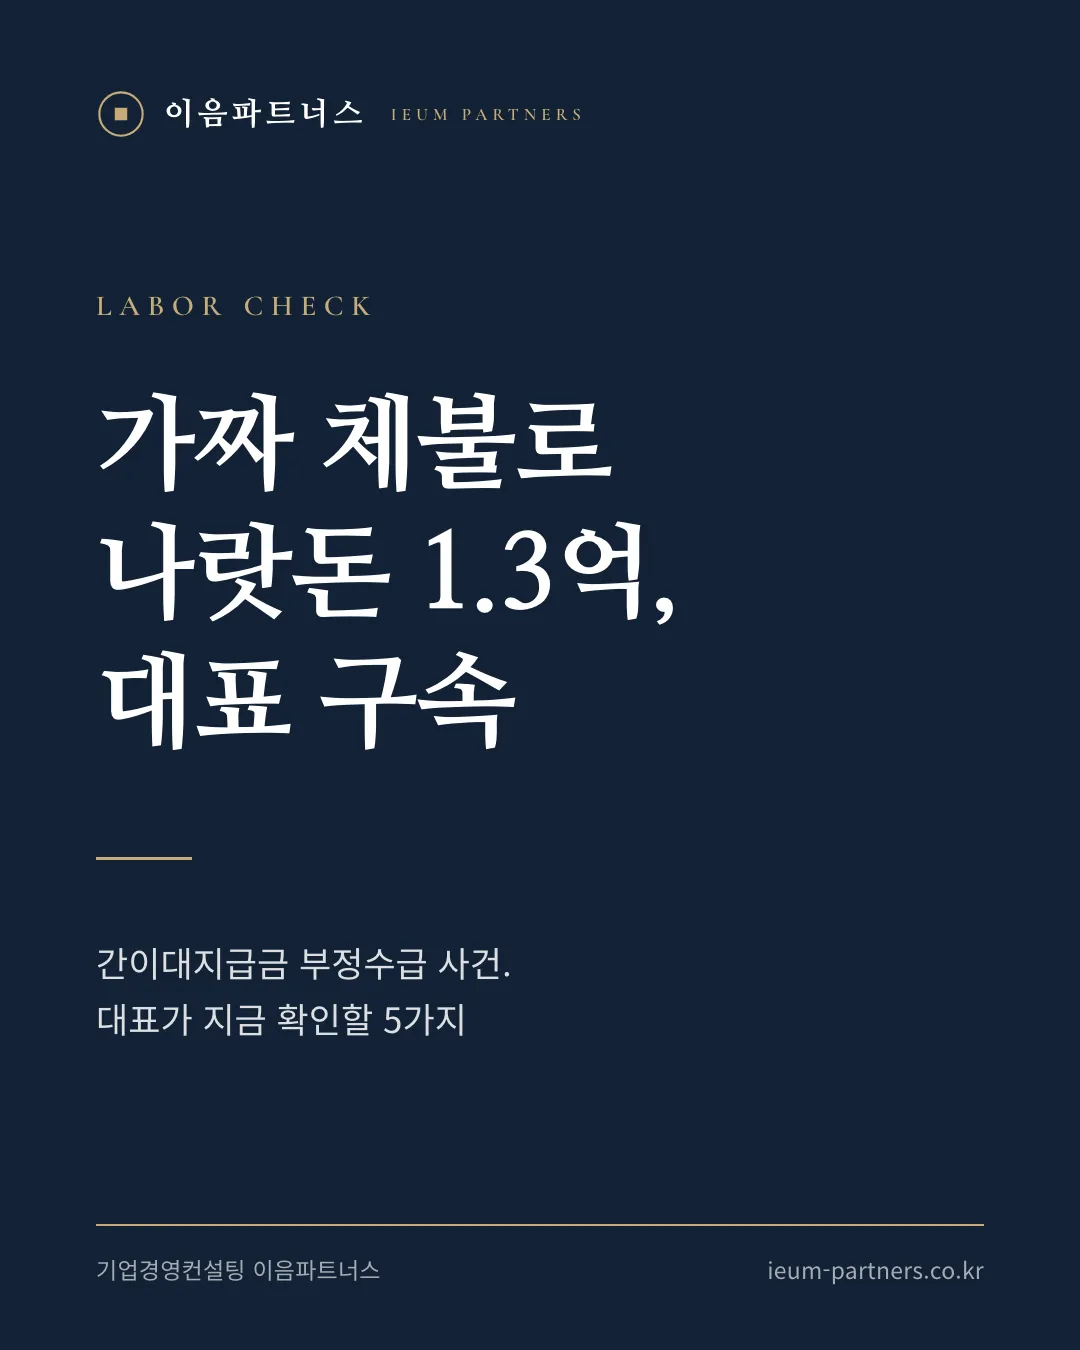 이음파트너스 IEUM PARTNERS
LABOR CHECK
가짜 체불로
나랏돈 1.3억,
대표 구속
간이대지급금 부정수급 사건.
대표가 지금 확인할 5가지
기업경영컨설팅 이음파트너스
ieum-partners.co.kr